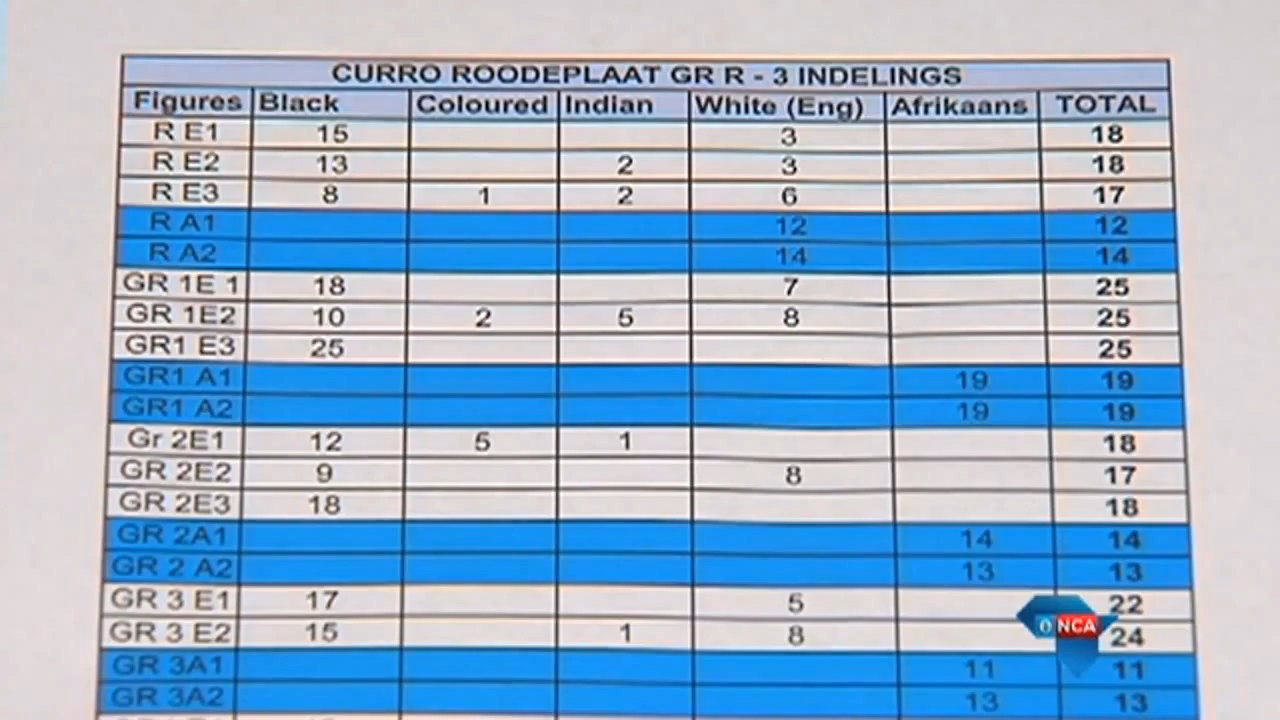 CURRO ROODEPLAAT GR R - 3 INDELINGS
Figures Black Coloured Indian White (Eng) Afrikaans TOTAL
R E1 15 3 18
R E2 13 2 3 18
R E3 8 1 2 6 17
R A1 12 12
R A2 14 14
GR 1E 1 18 7 25
GR 1E2 10 2 5 8 25
GR1 E3 25 25
GR1 A1 19 19
GR1 A2 19 19
Gr 2E1 12 5 1 18
GR 2E2 9 8 17
GR 2E3 18 18
GR 2A1 14 14
GR 2 A2 13 13
GR 3 E1 17 5 22
GR 3 E2 15 1 8 24
NCA
GR 3A1 11 11
GR 3A2 13 13